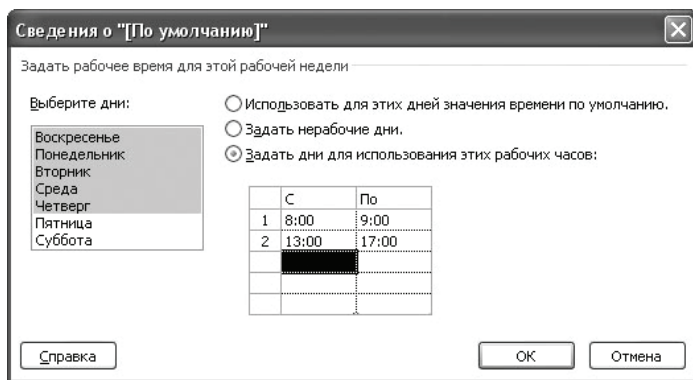 Сведения о "[По умолчанию]"
Задать рабочее время для этой рабочей недели
Выберите дни:
Воскресенье
Понедельник
Вторник
Среда
Четверг
Пятница
Суббота
Использовать для этих дней значения времени по умолчанию.
Задать нерабочие дни.
Задать дни для использования этих рабочих часов:
С По
1 8:00 9:00
2 13:00 17:00
Справка ОК Отмена